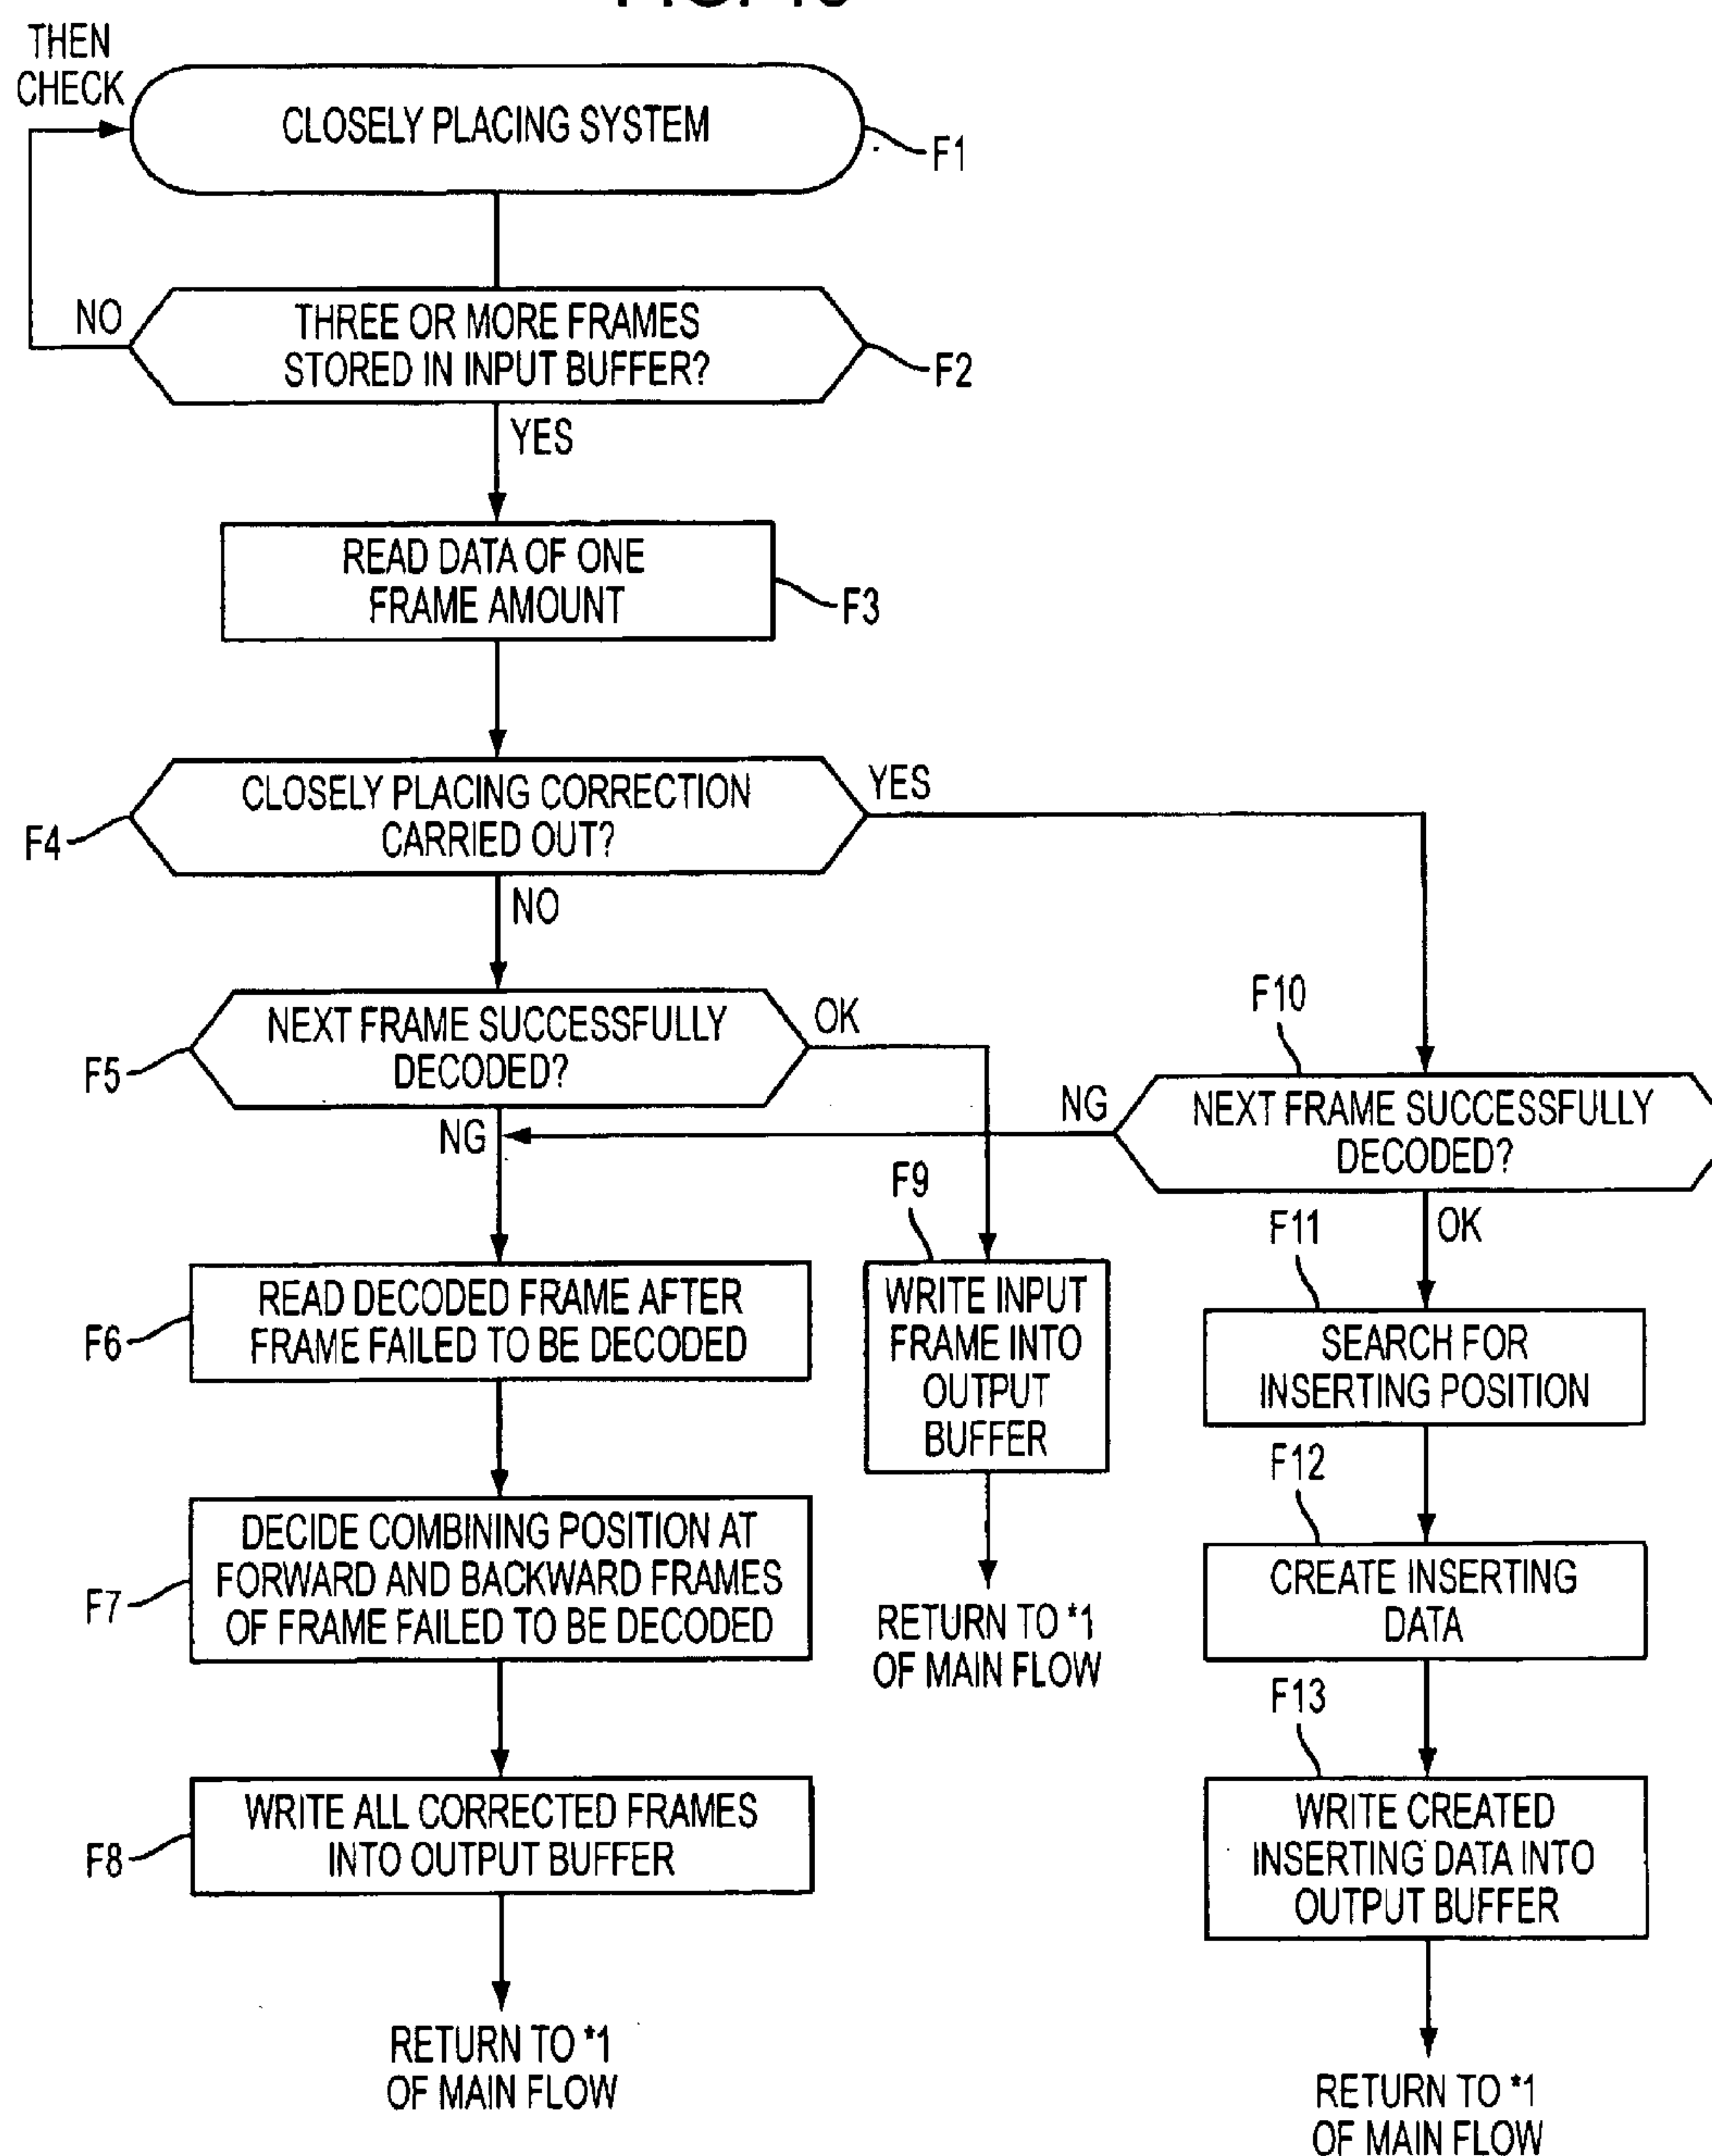 THEN
CHECK
CLOSELY PLACING SYSTEM
F1
NO
THREE OR MORE FRAMES
STORED IN INPUT BUFFER?
F2
YES
READ DATA OF ONE
FRAME AMOUNT
F3
CLOSELY PLACING CORRECTION
CARRIED OUT?
YES
F4
NO
NEXT FRAME SUCCESSFULLY
DECODED?
OK
F5
F10
NEXT FRAME SUCCESSFULLY
DECODED?
NG
NG
OK
READ DECODED FRAME AFTER
FRAME FAILED TO BE DECODED
F6
F9
WRITE INPUT
FRAME INTO
OUTPUT
BUFFER
RETURN TO *1
OF MAIN FLOW
F11
SEARCH FOR
INSERTING POSITION
DECIDE COMBINING POSITION AT
FORWARD AND BACKWARD FRAMES
OF FRAME FAILED TO BE DECODED
F7
F12
CREATE INSERTING
DATA
WRITE ALL CORRECTED FRAMES
INTO OUTPUT BUFFER
F8
F13
WRITE CREATED
INSERTING DATA INTO
OUTPUT BUFFER
RETURN TO *1
OF MAIN FLOW
RETURN TO *1
OF MAIN FLOW